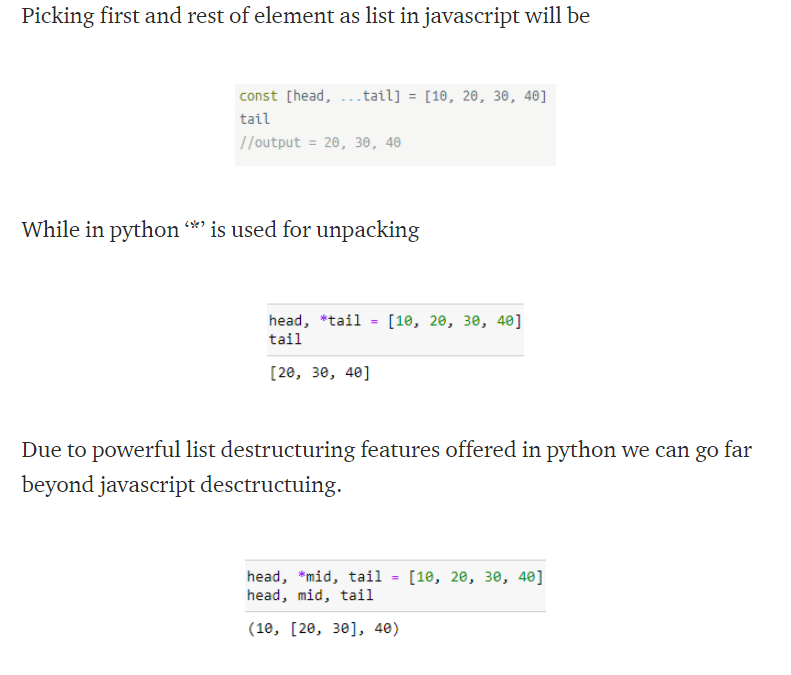 Picking first and rest of element as list in javascript will be
const [head, ...tail] = [10, 20, 30, 40]
tail
//output = 20, 30, 40
While in python ‘*’ is used for unpacking
head, *tail = [10, 20, 30, 40]
tail
[20, 30, 40]
Due to powerful list destructuring features offered in python we can go far
beyond javascript desctructuing.
head, *mid, tail = [10, 20, 30, 40]
head, mid, tail
(10, [20, 30], 40)